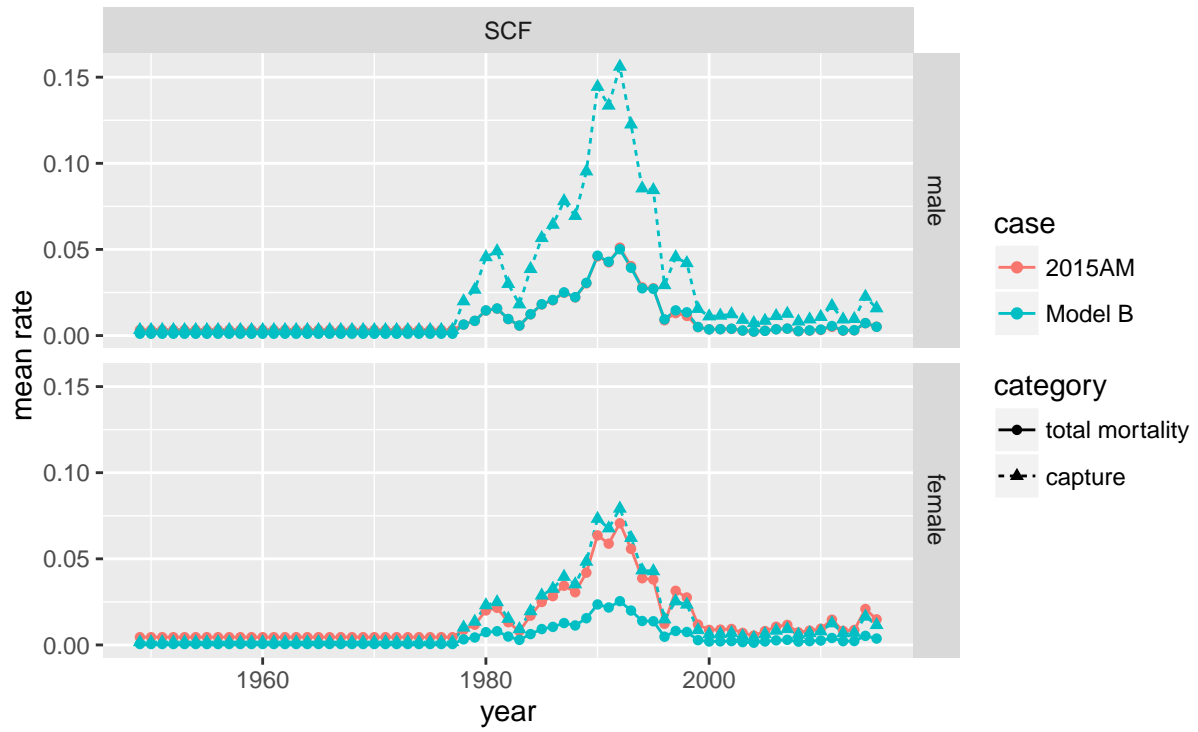 SCF
0.15
0.10
0.05
0.00
male
0.15
0.10
0.05
0.00
female
mean rate
1960
1980
2000
year
case
2015AM
Model B
category
total mortality
capture